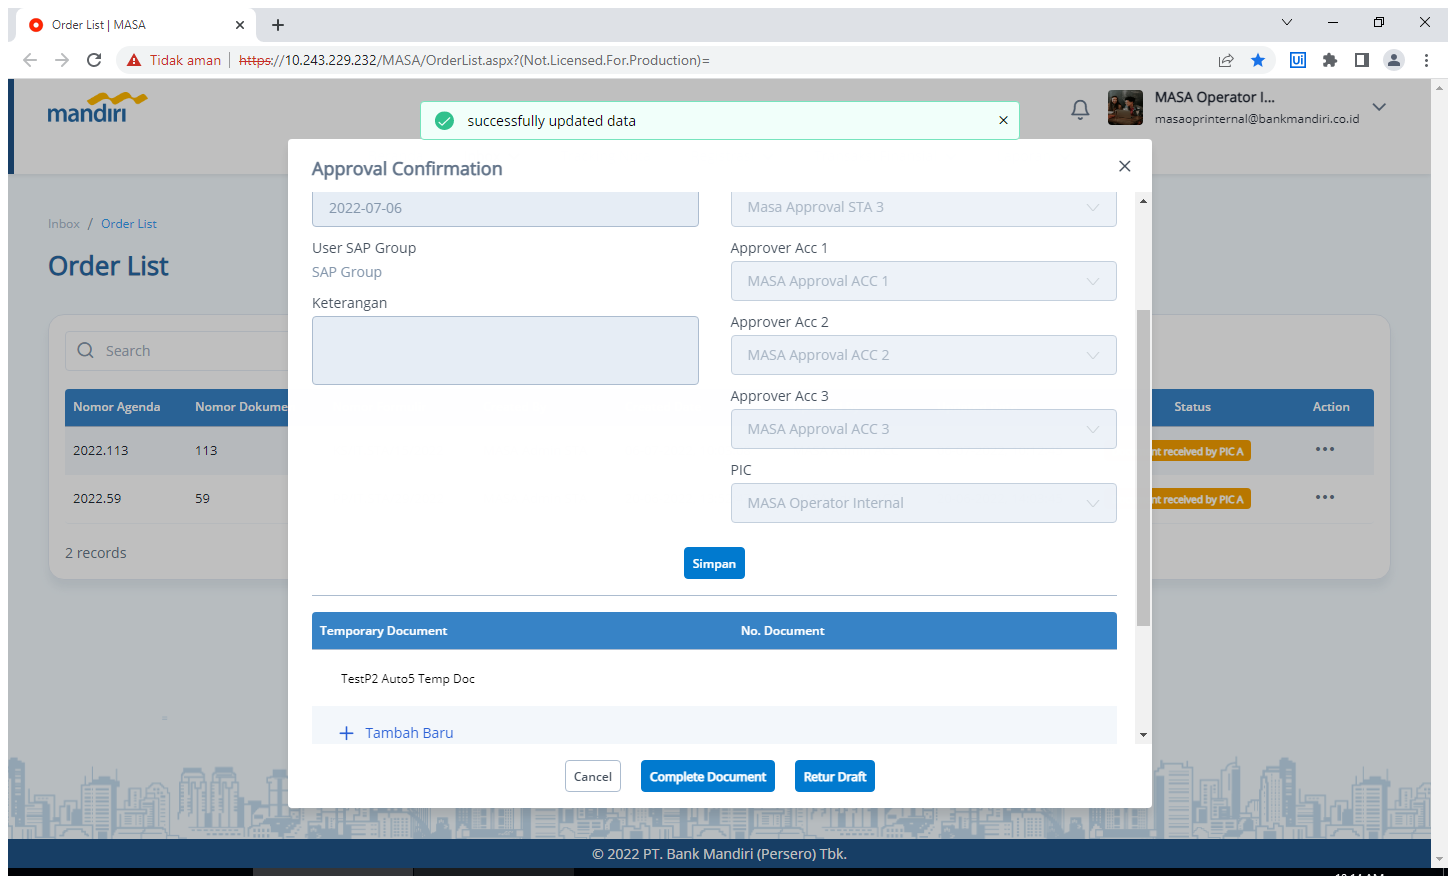 Order List | MASA
Tidak aman
https://10.243.229.232/MASA/OrderList.aspx?(Not.Licensed.For.Production)=
Ui
mandiri
successfully updated data
MASA Operator I...
masaoprinternal@bankmandiri.co.id
Approval Confirmation
Inbox / Order List
Order List
2022-07-06
Masa Approval STA 3
User SAP Group
SAP Group
Approver Acc 1
MASA Approval ACC 1
Keterangan
Approver Acc 2
MASA Approval ACC 2
Approver Acc 3
MASA Approval ACC 3
PIC
MASA Operator Internal
Search
Nomor Agenda
Nomor Dokume
Status
Action
2022.113
113
nt received by PIC A
2022.59
59
nt received by PIC A
2 records
Simpan
Temporary Document
No. Document
TestP2 Auto5 Temp Doc
Tambah Baru
Cancel
Complete Document
Retur Draft
© 2022 PT. Bank Mandiri (Persero) Tbk.